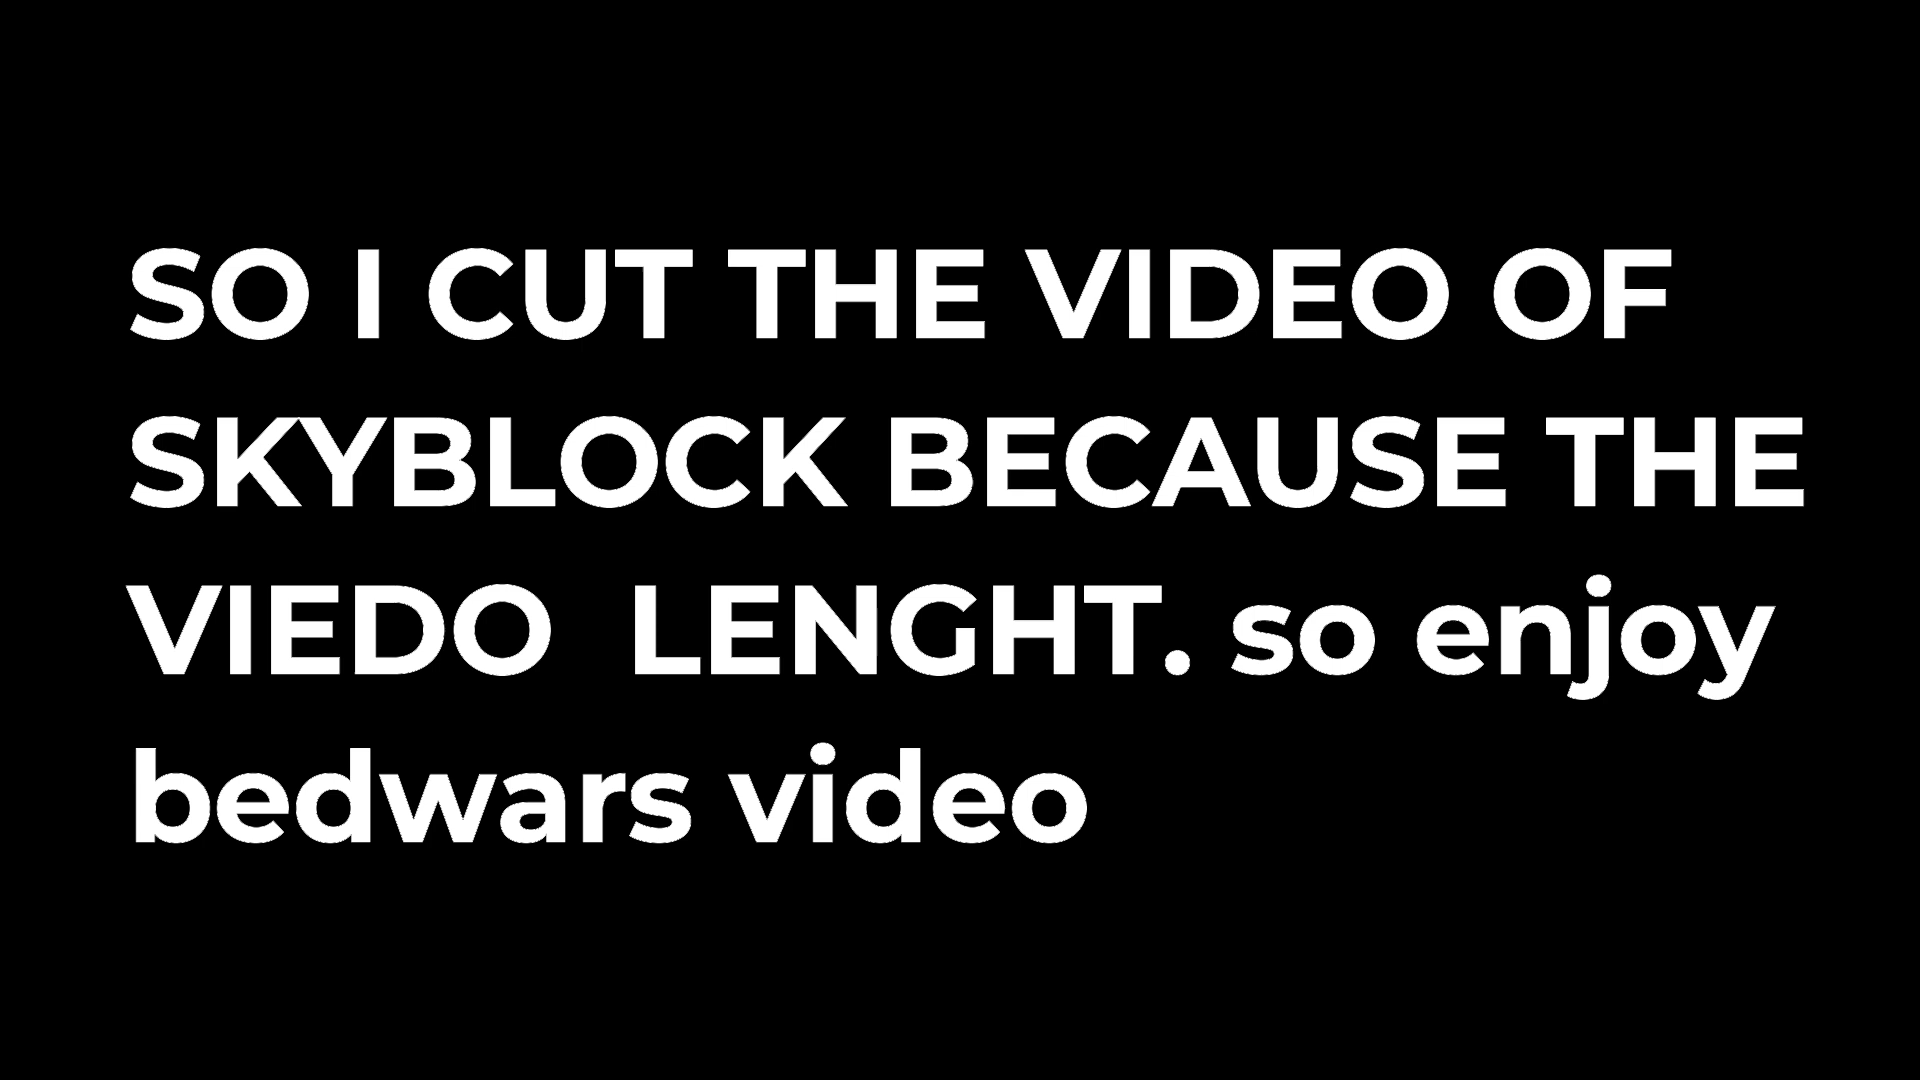 SO I CUT THE VIDEO OF
SKYBLOCK BECAUSE THE
VIEDO  LENGHT. so enjoy
bedwars video